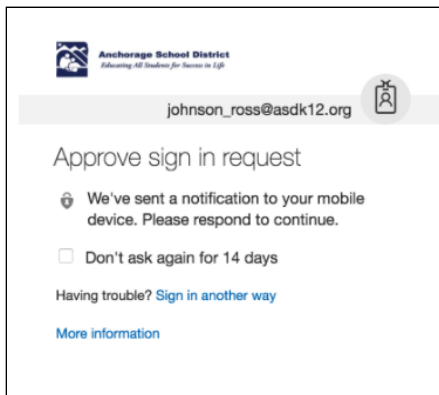 Anchorage School District
Educating All Students for Success in Life
johnson_ross@asdk12.org
Approve sign in request
We've sent a notification to your mobile
device. Please respond to continue.
Don't ask again for 14 days
Having trouble? Sign in another way
More information